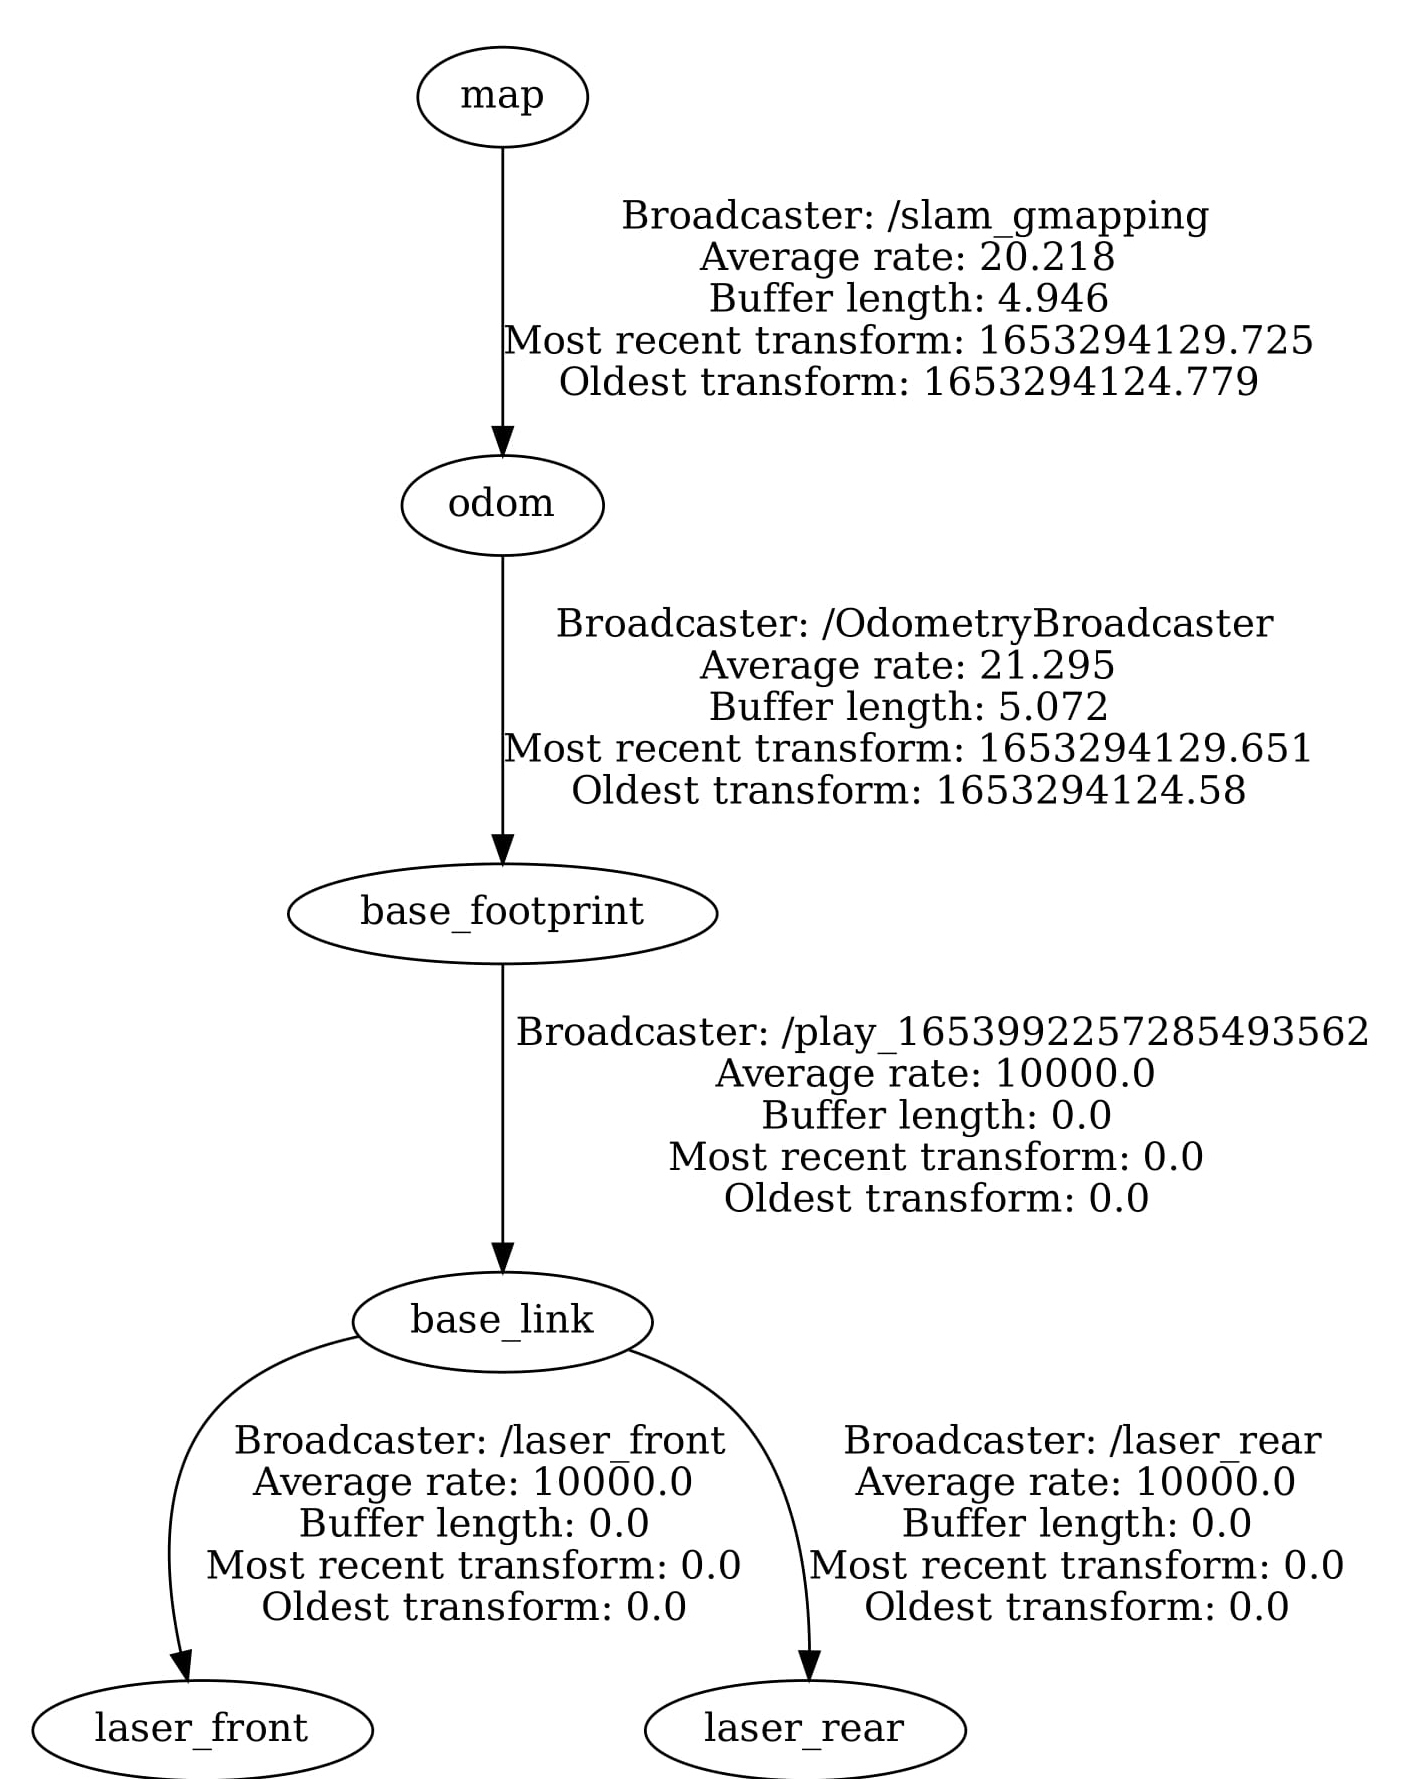 map
Broadcaster: /slam_gmapping
Average rate: 20.218
Buffer length: 4.946
Most recent transform: 1653294129.725
Oldest transform: 1653294124.779
odom
Broadcaster: /OdometryBroadcaster
Average rate: 21.295
Buffer length: 5.072
Most recent transform: 1653294129.651
Oldest transform: 1653294124.58
base_footprint
Broadcaster: /play_1653992257285493562
Average rate: 10000.0
Buffer length: 0.0
Most recent transform: 0.0
Oldest transform: 0.0
base_link
Broadcaster: /laser_front
Average rate: 10000.0
Buffer length: 0.0
Most recent transform: 0.0
Oldest transform: 0.0
Broadcaster: /laser_rear
Average rate: 10000.0
Buffer length: 0.0
Most recent transform: 0.0
Oldest transform: 0.0
laser_front
laser_rear